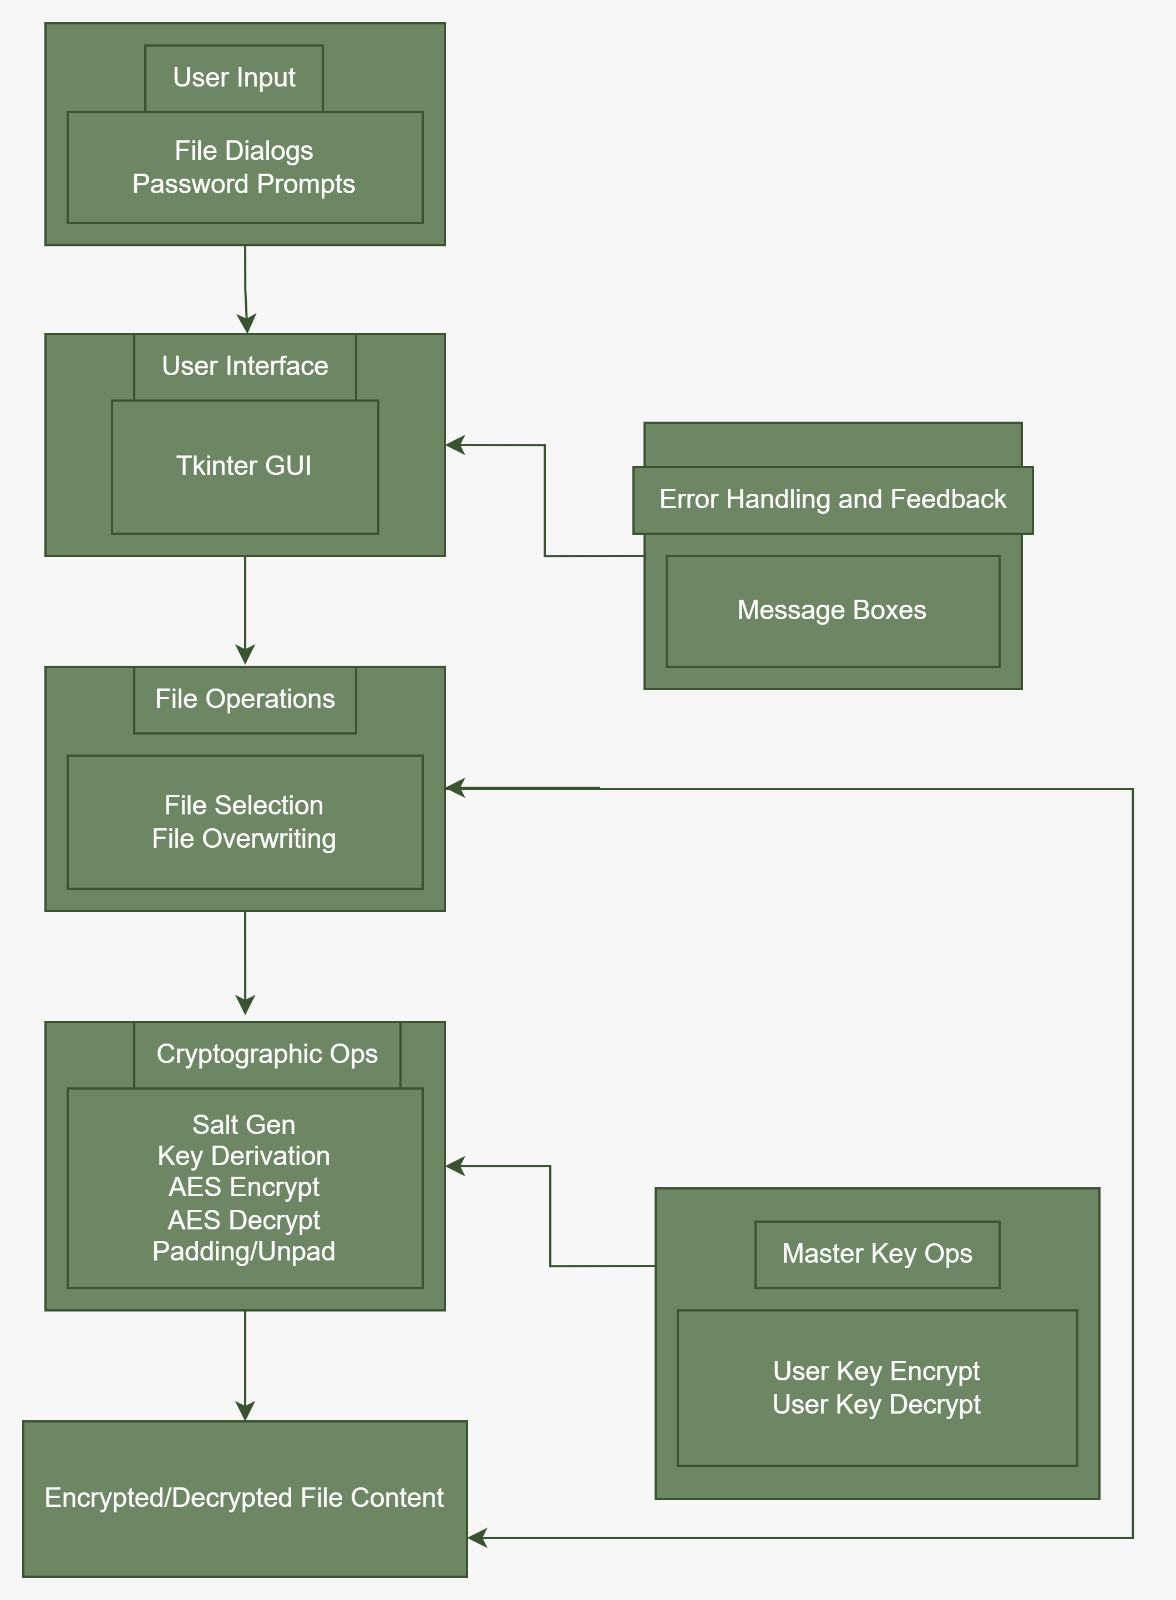 User Input
File Dialogs
Password Prompts
User Interface
Tkinter GUI
Error Handling and Feedback
Message Boxes
File Operations
File Selection
File Overwriting
Cryptographic Ops
Salt Gen
Key Derivation
AES Encrypt
AES Decrypt
Padding/Unpad
Master Key Ops
User Key Encrypt
User Key Decrypt
Encrypted/Decrypted File Content